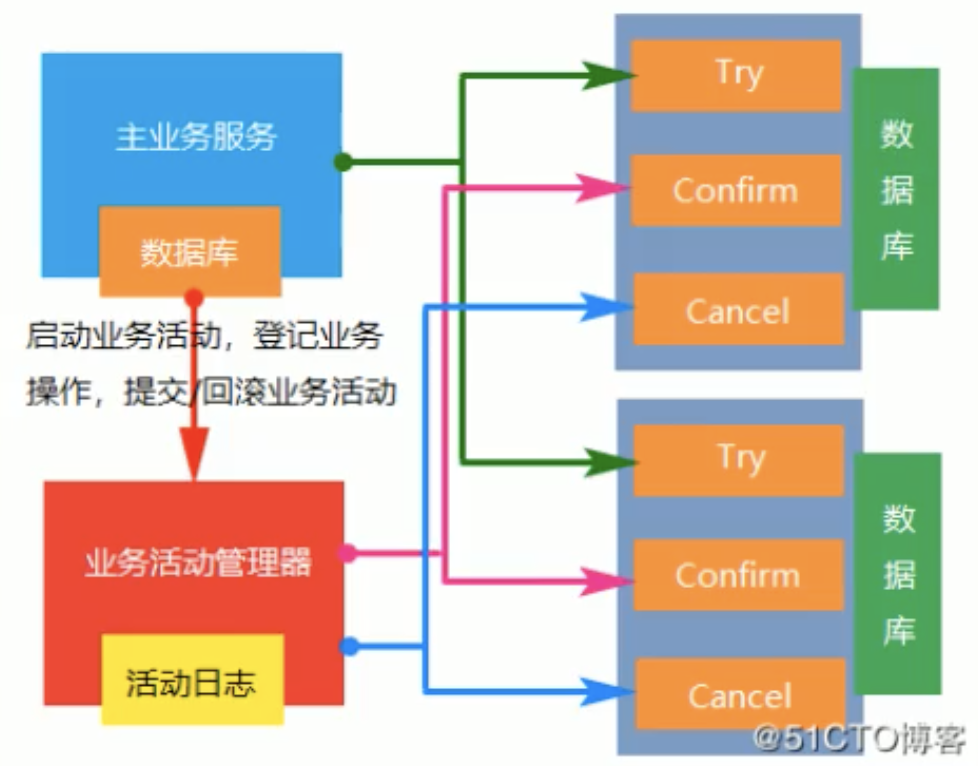 主业务服务
数据库
启动业务活动，登记业务
操作，提交/回滚业务活动
业务活动管理器
活动日志
Try
Confirm
Cancel
数
据
库
Try
Confirm
Cancel
数
据
库
@51CTO博客